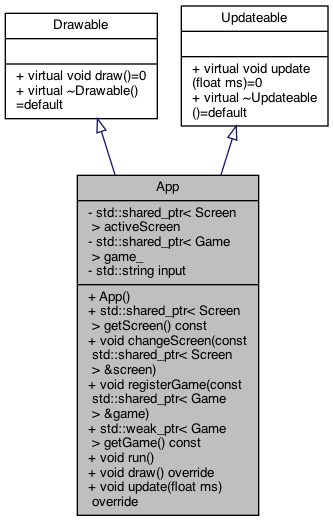 Drawable
+ virtual void draw()=0
+ virtual ~Drawable()
=default
Updateable
+ virtual void update
(float ms)=0
+ virtual ~Updateable
()=default
App
- std::shared_ptr< Screen
> activeScreen
- std::shared_ptr< Game
> game_
- std::string input
+ App()
+ std::shared_ptr< Screen
> getScreen() const
+ void changeScreen(const
std::shared_ptr< Screen
> &screen)
+ void registerGame(const
std::shared_ptr< Game
> &game)
+ std::weak_ptr< Game
> getGame() const
+ void run()
+ void draw() override
+ void update(float ms)
override